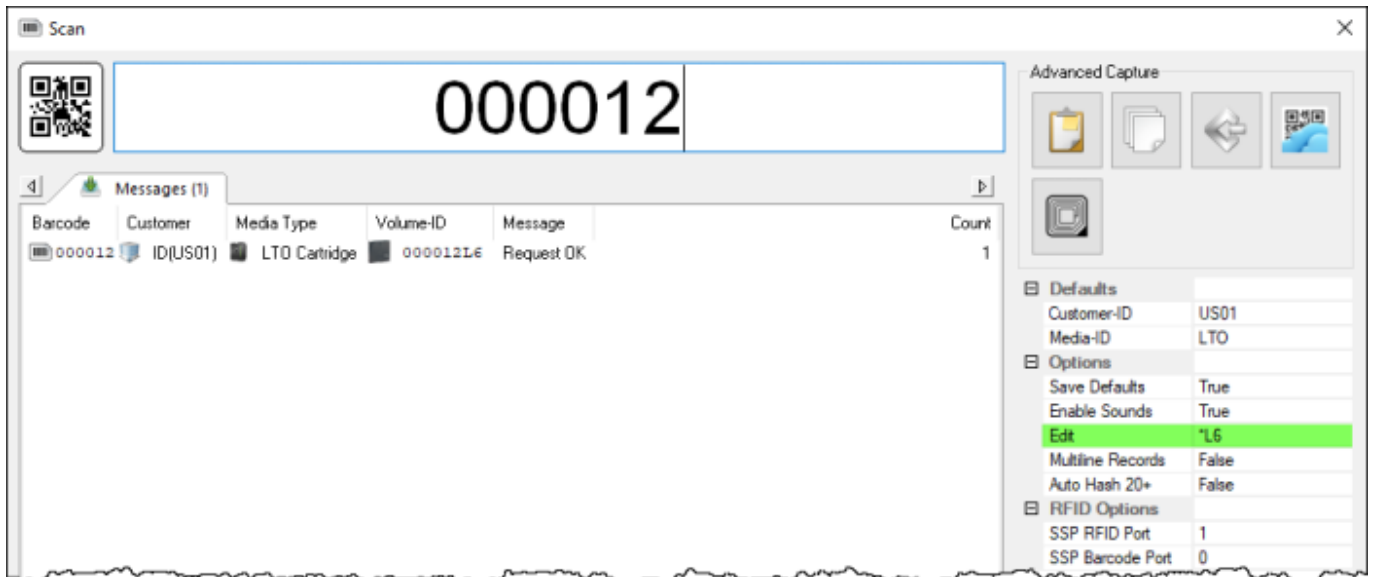 Scan
000012
Advanced Capture
Messages (1)
Barcode Customer Media Type Volume-ID Message Count
000012 ID(US01) LTO Cartridge 000012L6 Request OK 1
Defaults
Customer-ID US01
Media-ID LTO
Options
Save Defaults True
Enable Sounds True
Edit *L6
Multiline Records False
Auto Hash 20+ False
RFID Options
SSP RFID Port 1
SSP Barcode Port 0